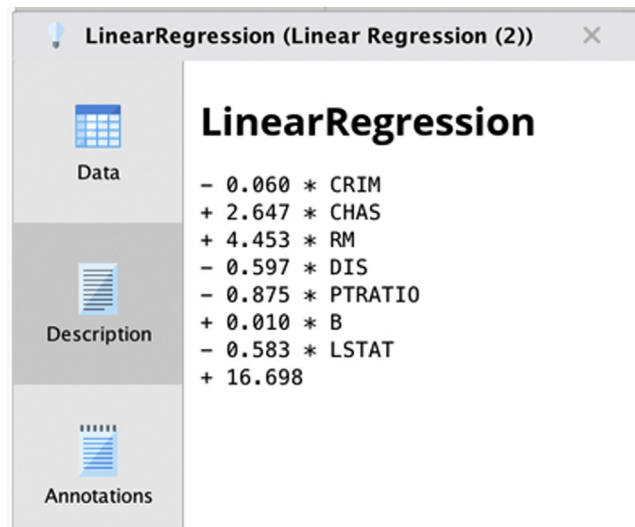 LinearRegression (Linear Regression (2)) ×
Data
Description
Annotations
LinearRegression
- 0.060 * CRIM
+ 2.647 * CHAS
+ 4.453 * RM
- 0.597 * DIS
- 0.875 * PTRATIO
+ 0.010 * B
- 0.583 * LSTAT
+ 16.698